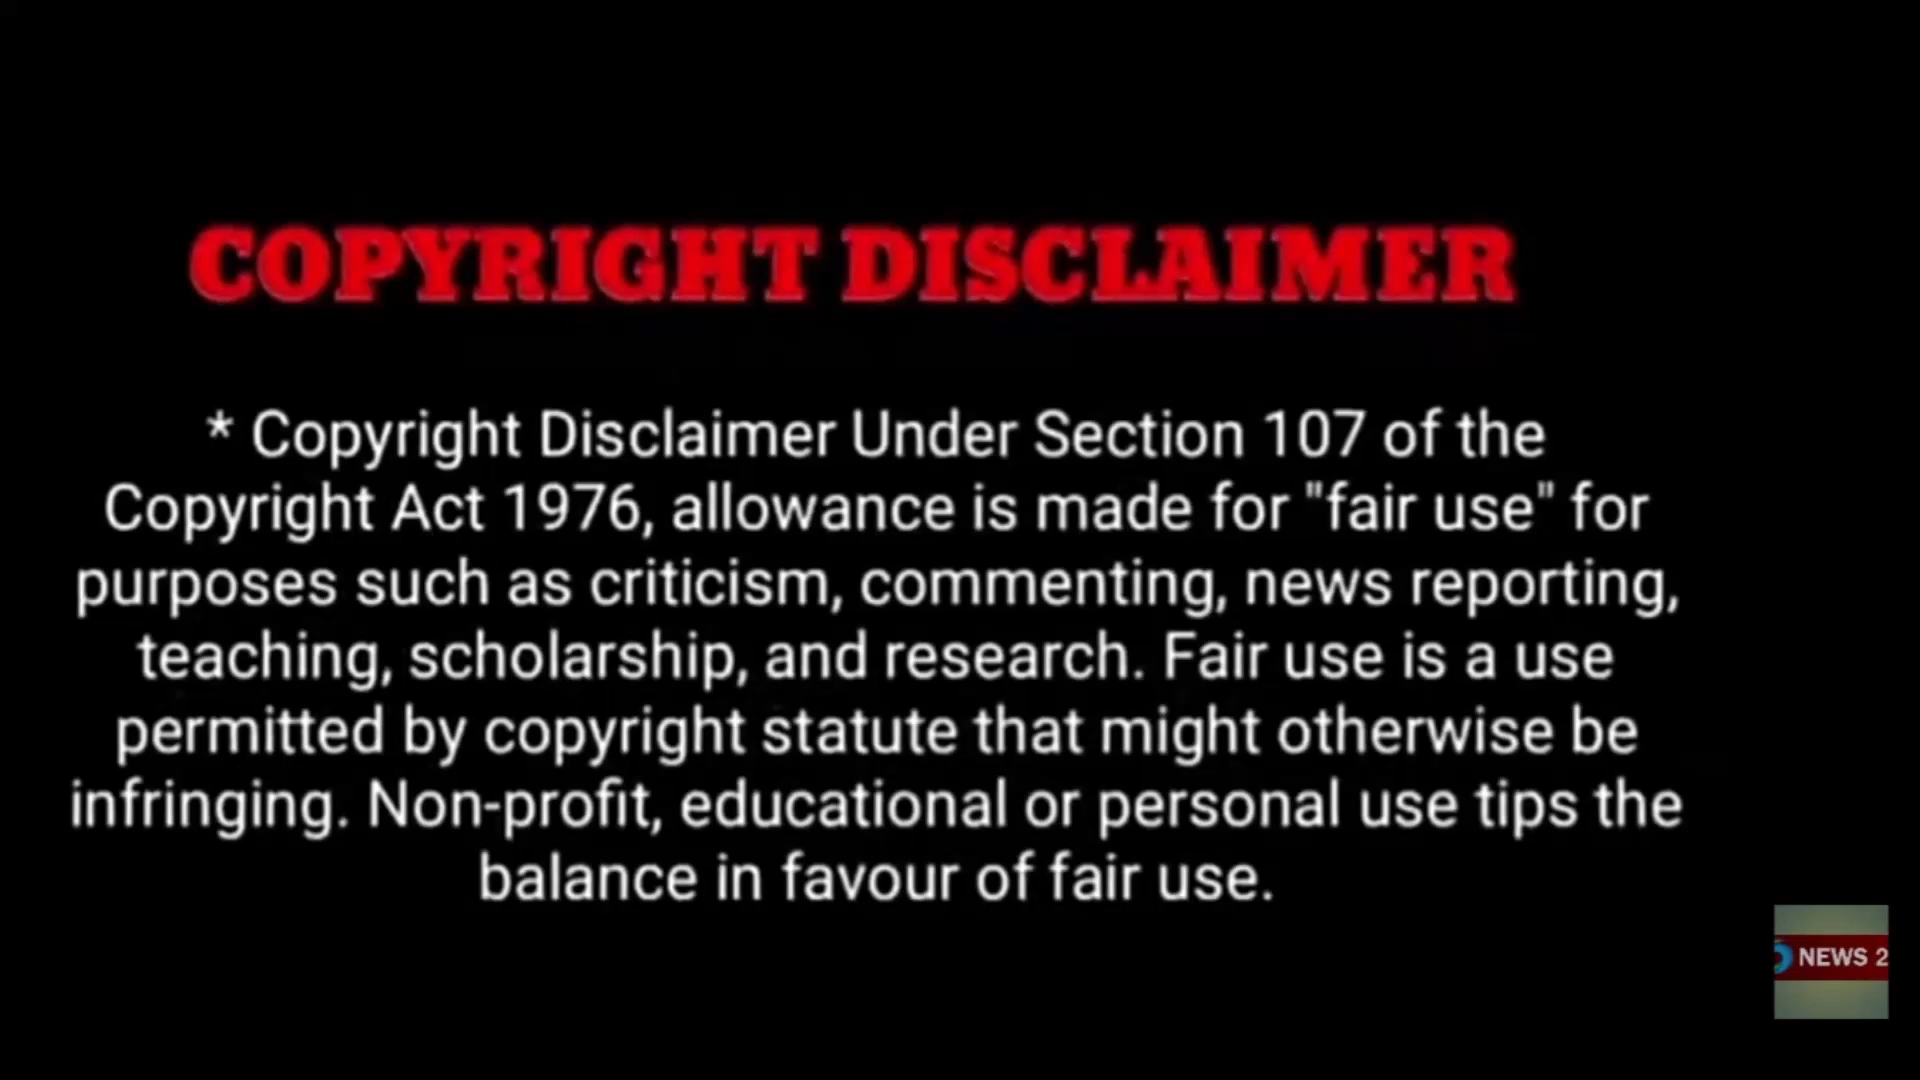 COPYRIGHT DISCLAIMER
* Copyright Disclaimer Under Section 107 of the
Copyright Act 1976, allowance is made for "fair use" for
purposes such as criticism, commenting, news reporting,
teaching, scholarship, and research. Fair use is a use
permitted by copyright statute that might otherwise be
infringing. Non-profit, educational or personal use tips the
balance in favour of fair use.
NEWS 2